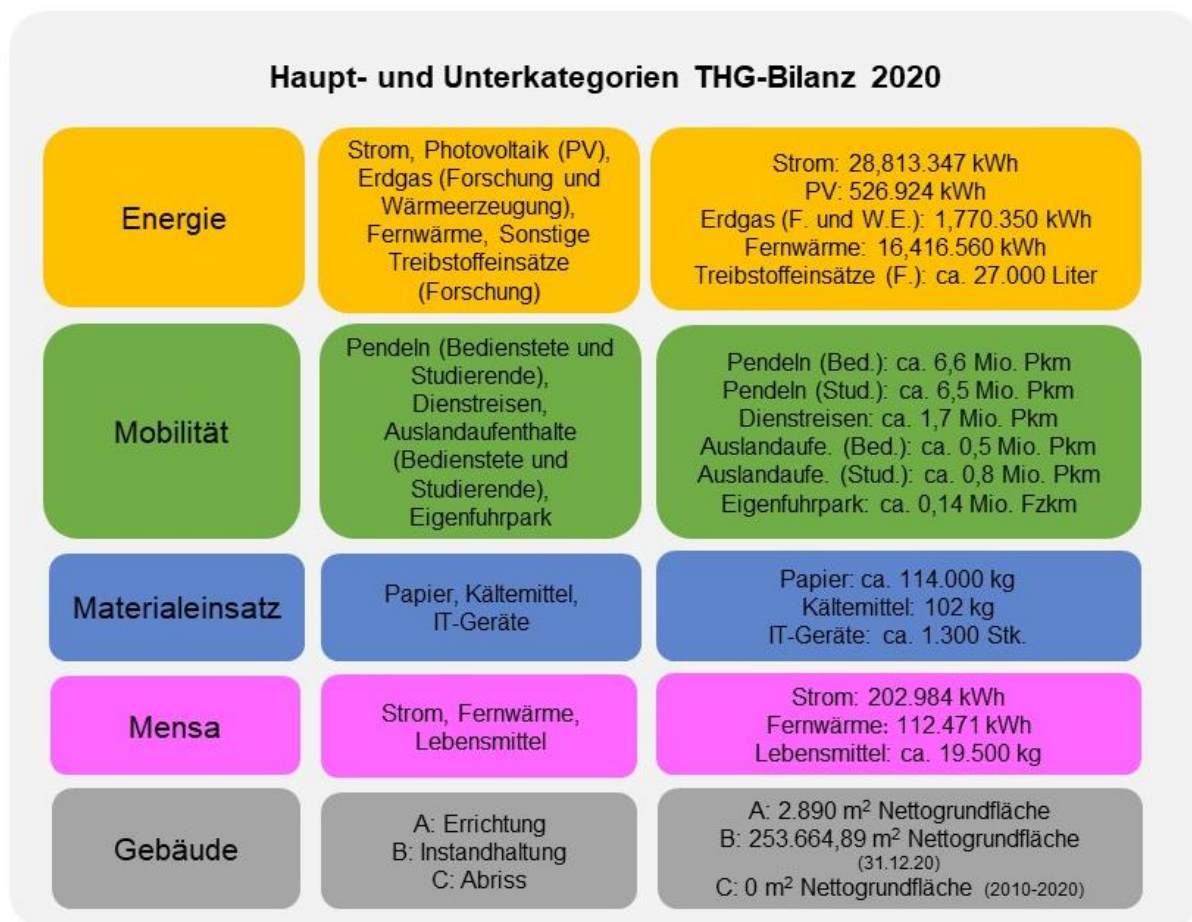 Haupt- und Unterkategorien THG-Bilanz 2020
Energie
Strom, Photovoltaik (PV),
Erdgas (Forschung und
Wärmeerzeugung),
Fernwärme, Sonstige
Treibstoffeinsätze
(Forschung)
Strom: 28,813.347 kWh
PV: 526.924 kWh
Erdgas (F. und W.E.): 1,770.350 kWh
Fernwärme: 16,416.560 kWh
Treibstoffeinsätze (F.): ca. 27.000 Liter
Mobilität
Pendeln (Bedienstete und
Studierende),
Dienstreisen,
Auslandaufenthalte
(Bedienstete und
Studierende),
Eigenfuhrpark
Pendeln (Bed.): ca. 6,6 Mio. Pkm
Pendeln (Stud.): ca. 6,5 Mio. Pkm
Dienstreisen: ca. 1,7 Mio. Pkm
Auslandaufe. (Bed.): ca. 0,5 Mio. Pkm
Auslandaufe. (Stud.): ca. 0,8 Mio. Pkm
Eigenfuhrpark: ca. 0,14 Mio. Fzkm
Materialeinsatz
Papier, Kältemittel,
IT-Geräte
Papier: ca. 114.000 kg
Kältemittel: 102 kg
IT-Geräte: ca. 1.300 Stk.
Mensa
Strom, Fernwärme,
Lebensmittel
Strom: 202.984 kWh
Fernwärme: 112.471 kWh
Lebensmittel: ca. 19.500 kg
Gebäude
A: Errichtung
B: Instandhaltung
C: Abriss
A: 2.890 m² Nettogrundfläche
B: 253.664,89 m² Nettogrundfläche
(31.12.20)
C: 0 m² Nettogrundfläche (2010-2020)